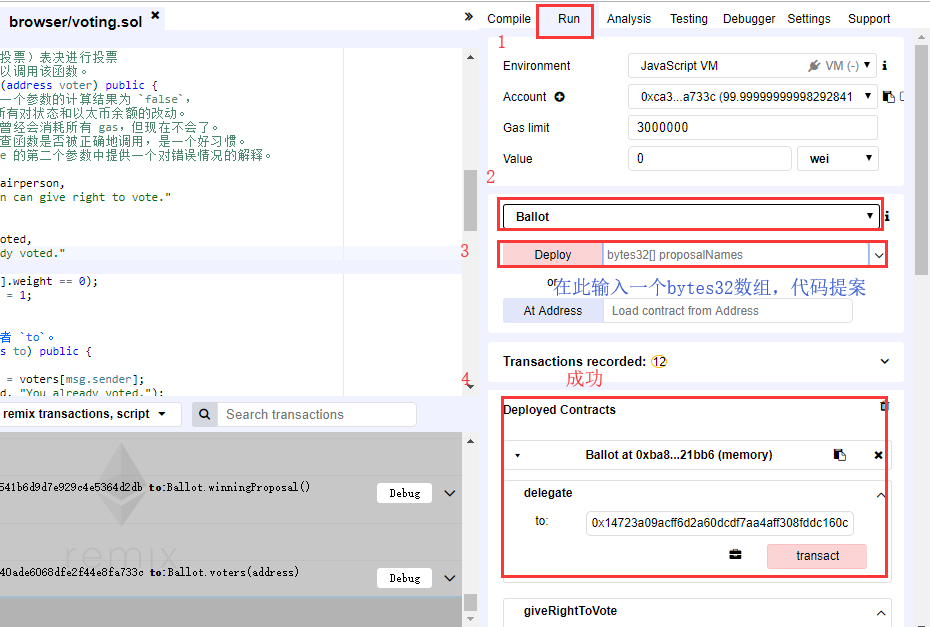 browser/voting.sol ×
»
Compile Run Analysis Testing Debugger Settings Support
1
投票）表决进行投票
以调用该函数。
(address voter) public {
一个参数的计算结果为 `false`，
所有对状态和以太币余额的改动。
曾经会消耗所有 gas，但现在不会了。
查函数是否被正确地调用，是一个好习惯。
e 的第二个参数中提供一个对错误情况的解释。
airperson,
n can give right to vote."
oted,
dy voted."
].weight == 0);
= 1;
者 `to`。
s to) public {
= voters[msg.sender];
d, "You already voted.");
remix transactions, script
Search transactions
541b6d9d7e929c4e5364d2db to:Ballot.winningProposal()
Debug
remix
40ade6068dfe2f44e8fa733c to:Ballot.voters(address)
Debug
Environment JavaScript VM VM (-) i
Account 0xca3...a733c (99.99999999998292841
Gas limit 3000000
Value 0 wei
2
Ballot i
3
Deploy bytes32[] proposalNames
or
在此输入一个bytes32数组，代码提案
At Address Load contract from Address
Transactions recorded: 12
4
成功
Deployed Contracts
Ballot at 0xba8...21bb6 (memory) ×
delegate
to: 0x14723a09acff6d2a60dcdf7aa4aff308fddc160c
transact
giveRightToVote